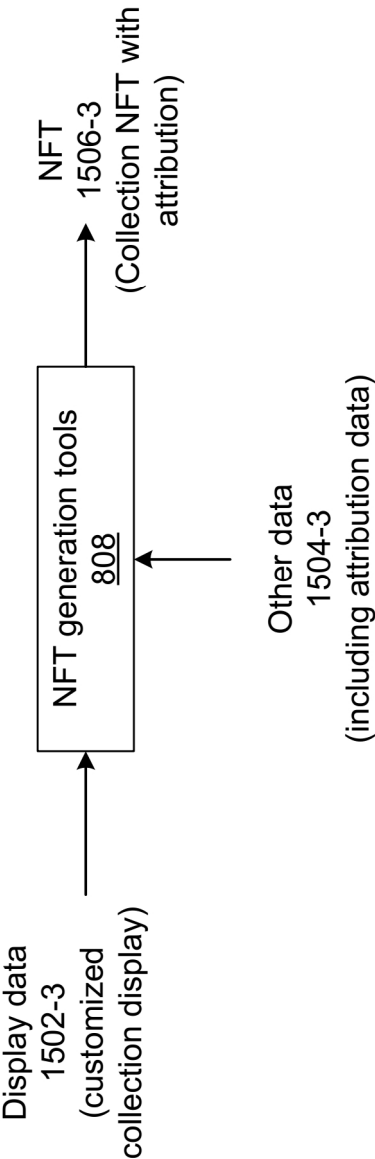 Display data
1502-3
(customized
collection display)
NFT generation tools
808
Other data
1504-3
(including attribution data)
NFT
1506-3
(Collection NFT with
attribution)